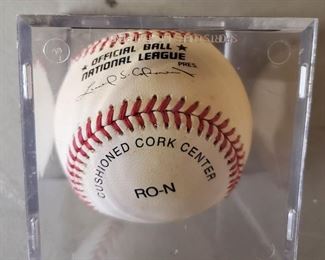 ★ OFFICIAL BALL ★
NATIONAL LEAGUE
PRES
CUSHIONED CORK CENTER
RO-N